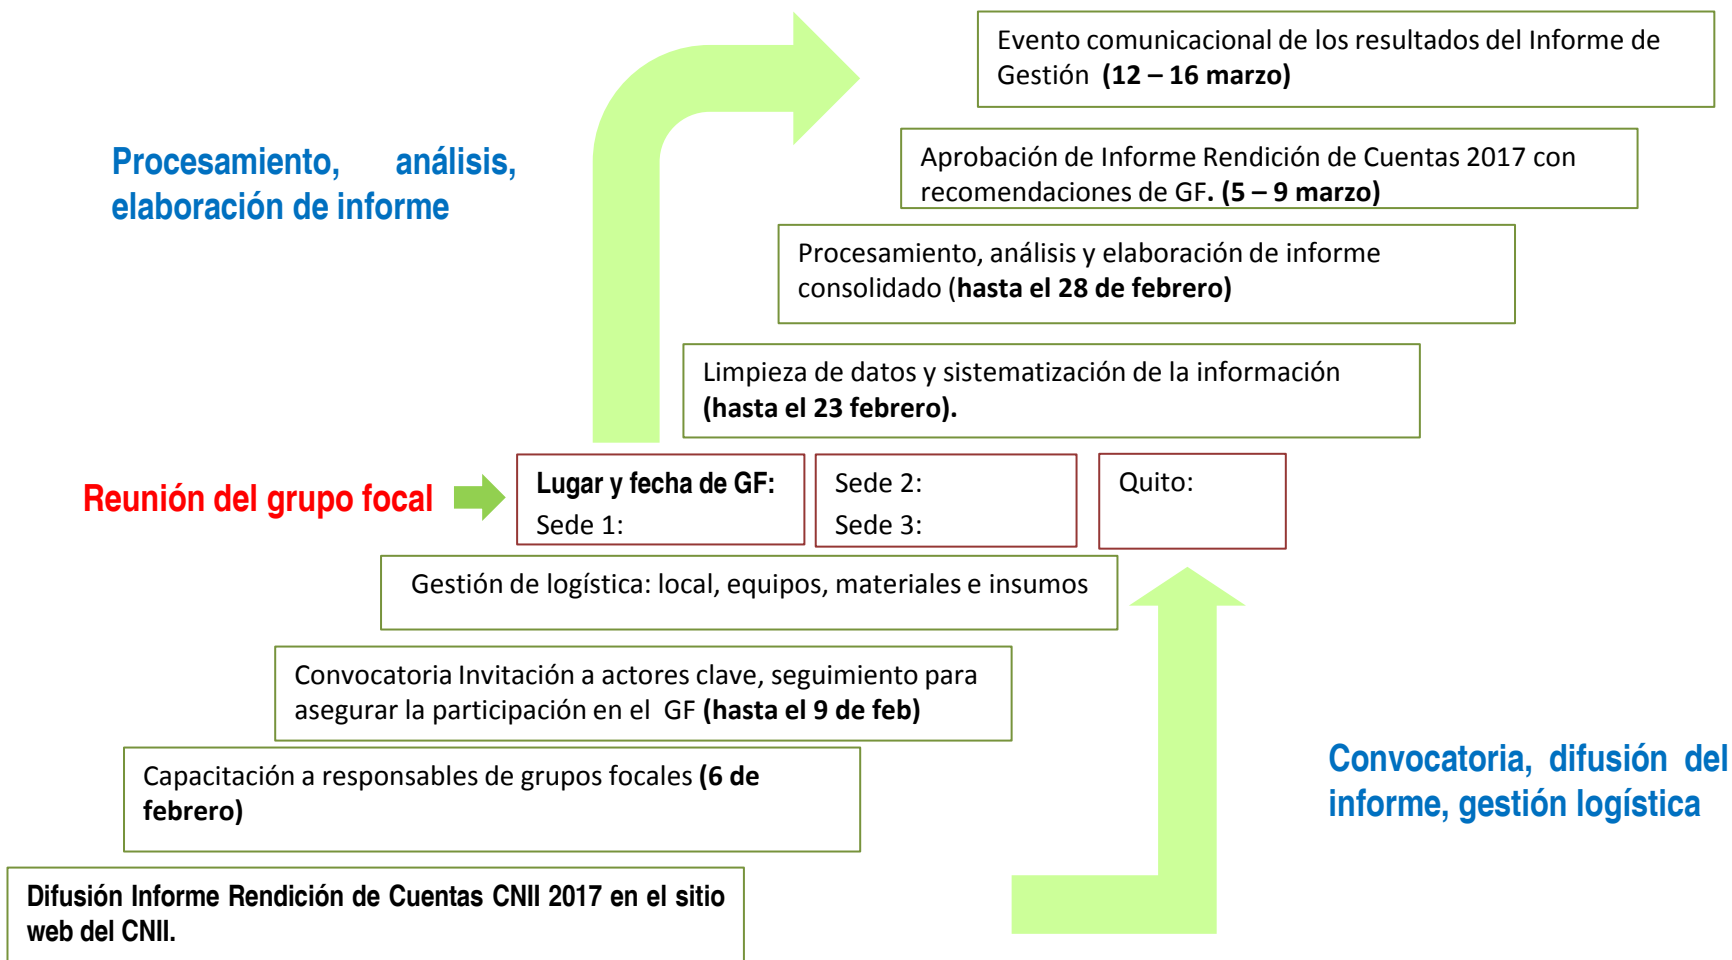 Evento comunicacional de los resultados del Informe de
Gestión (12 – 16 marzo)
Procesamiento, análisis,
elaboración de informe
Aprobación de Informe Rendición de Cuentas 2017 con
recomendaciones de GF. (5 – 9 marzo)
Procesamiento, análisis y elaboración de informe
consolidado (hasta el 28 de febrero)
Limpieza de datos y sistematización de la información
(hasta el 23 febrero).
Reunión del grupo focal
Lugar y fecha de GF:
Sede 1:
Sede 2:
Sede 3:
Quito:
Gestión de logística: local, equipos, materiales e insumos
Convocatoria Invitación a actores clave, seguimiento para
asegurar la participación en el GF (hasta el 9 de feb)
Capacitación a responsables de grupos focales (6 de
febrero)
Convocatoria, difusión del
informe, gestión logística
Difusión Informe Rendición de Cuentas CNII 2017 en el sitio
web del CNII.